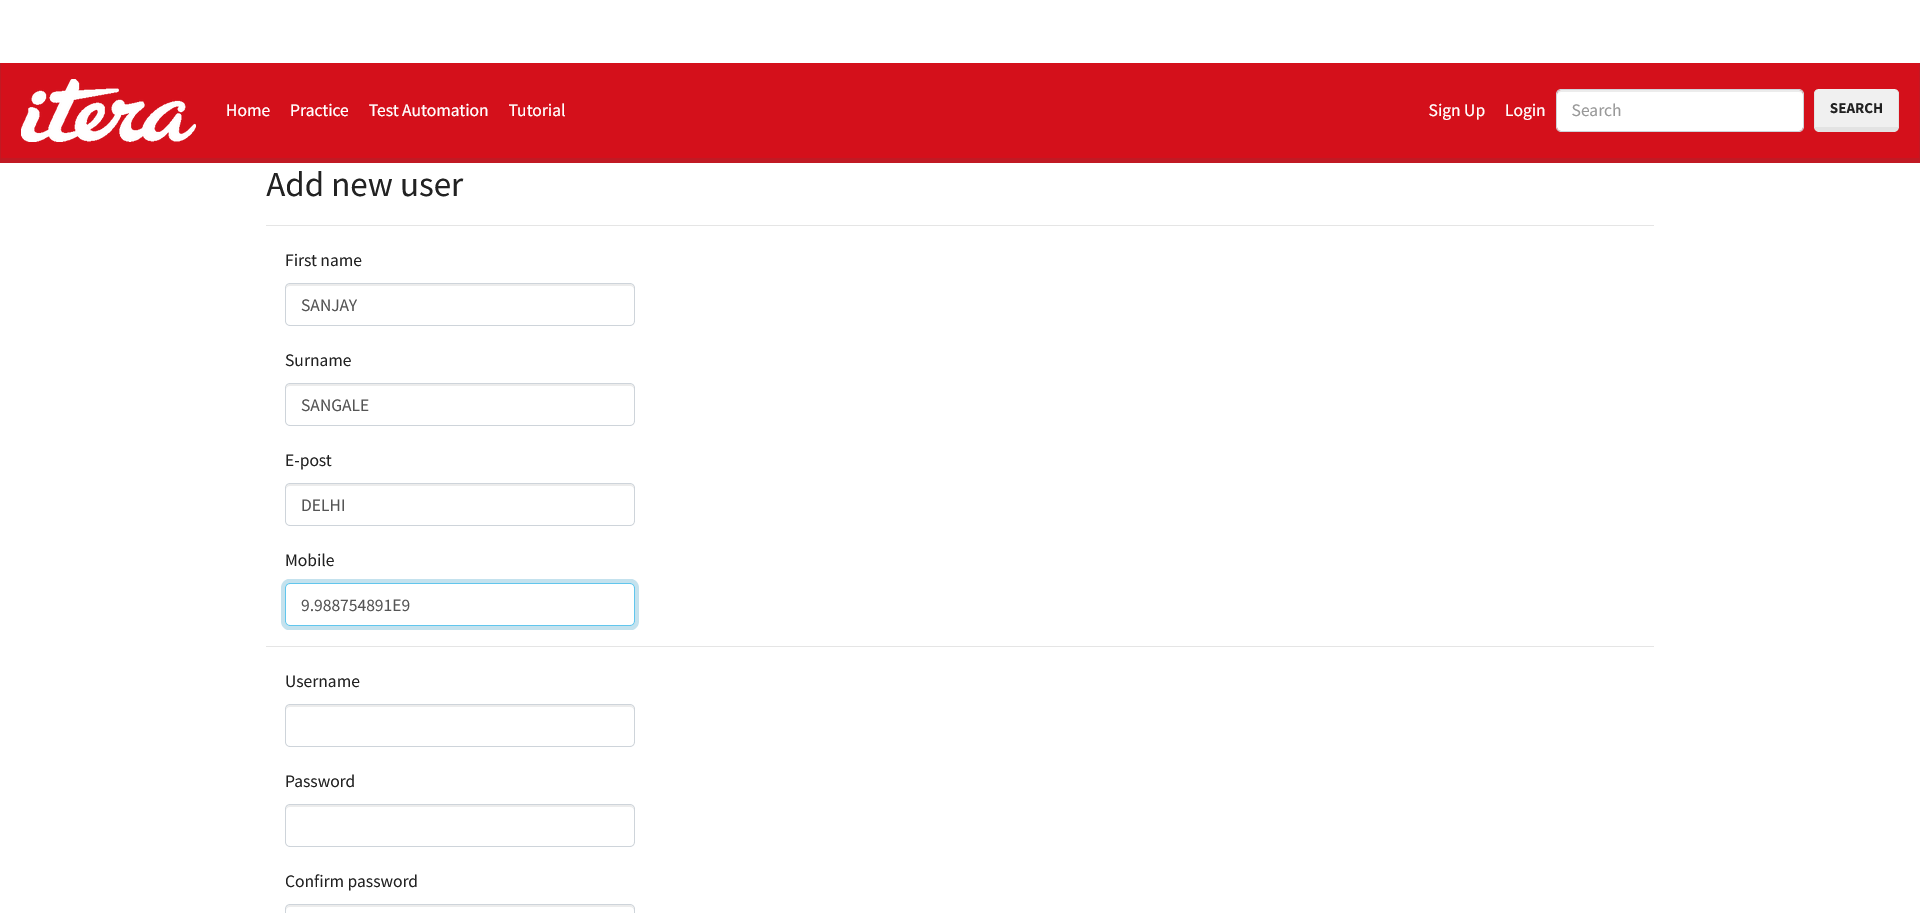 itera Home Practice Test Automation Tutorial Sign Up Login Search SEARCH
Add new user
First name
SANJAY
Surname
SANGALE
E-post
DELHI
Mobile
9.988754891E9
Username
Password
Confirm password